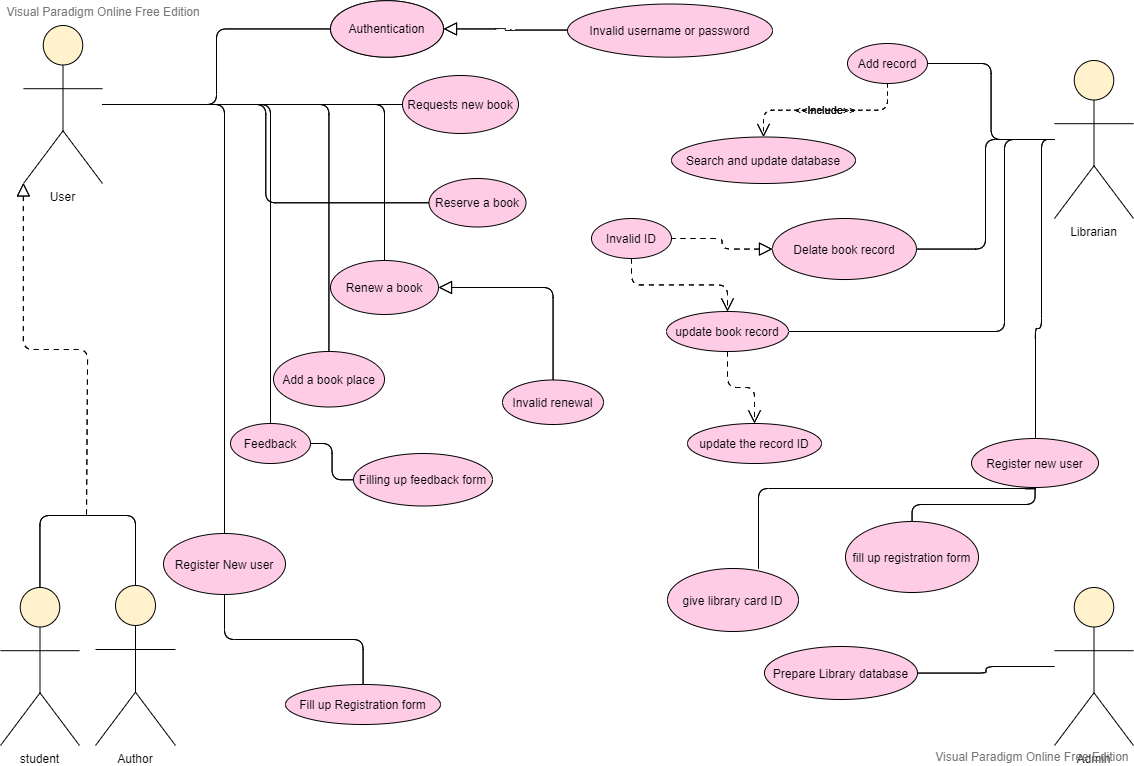 Visual Paradigm Online Free Edition
Authentication
Invalid username or password
Add record
Requests new book
<<Include>>
Search and update database
User
Reserve a book
Librarian
Invalid ID
Delate book record
Renew a book
update book record
Add a book place
Invalid renewal
Feedback
update the record ID
Filling up feedback form
Register new user
Register New user
fill up registration form
give library card ID
Prepare Library database
Fill up Registration form
student
Author
Visual Paradigm Online Free Edition
Admin